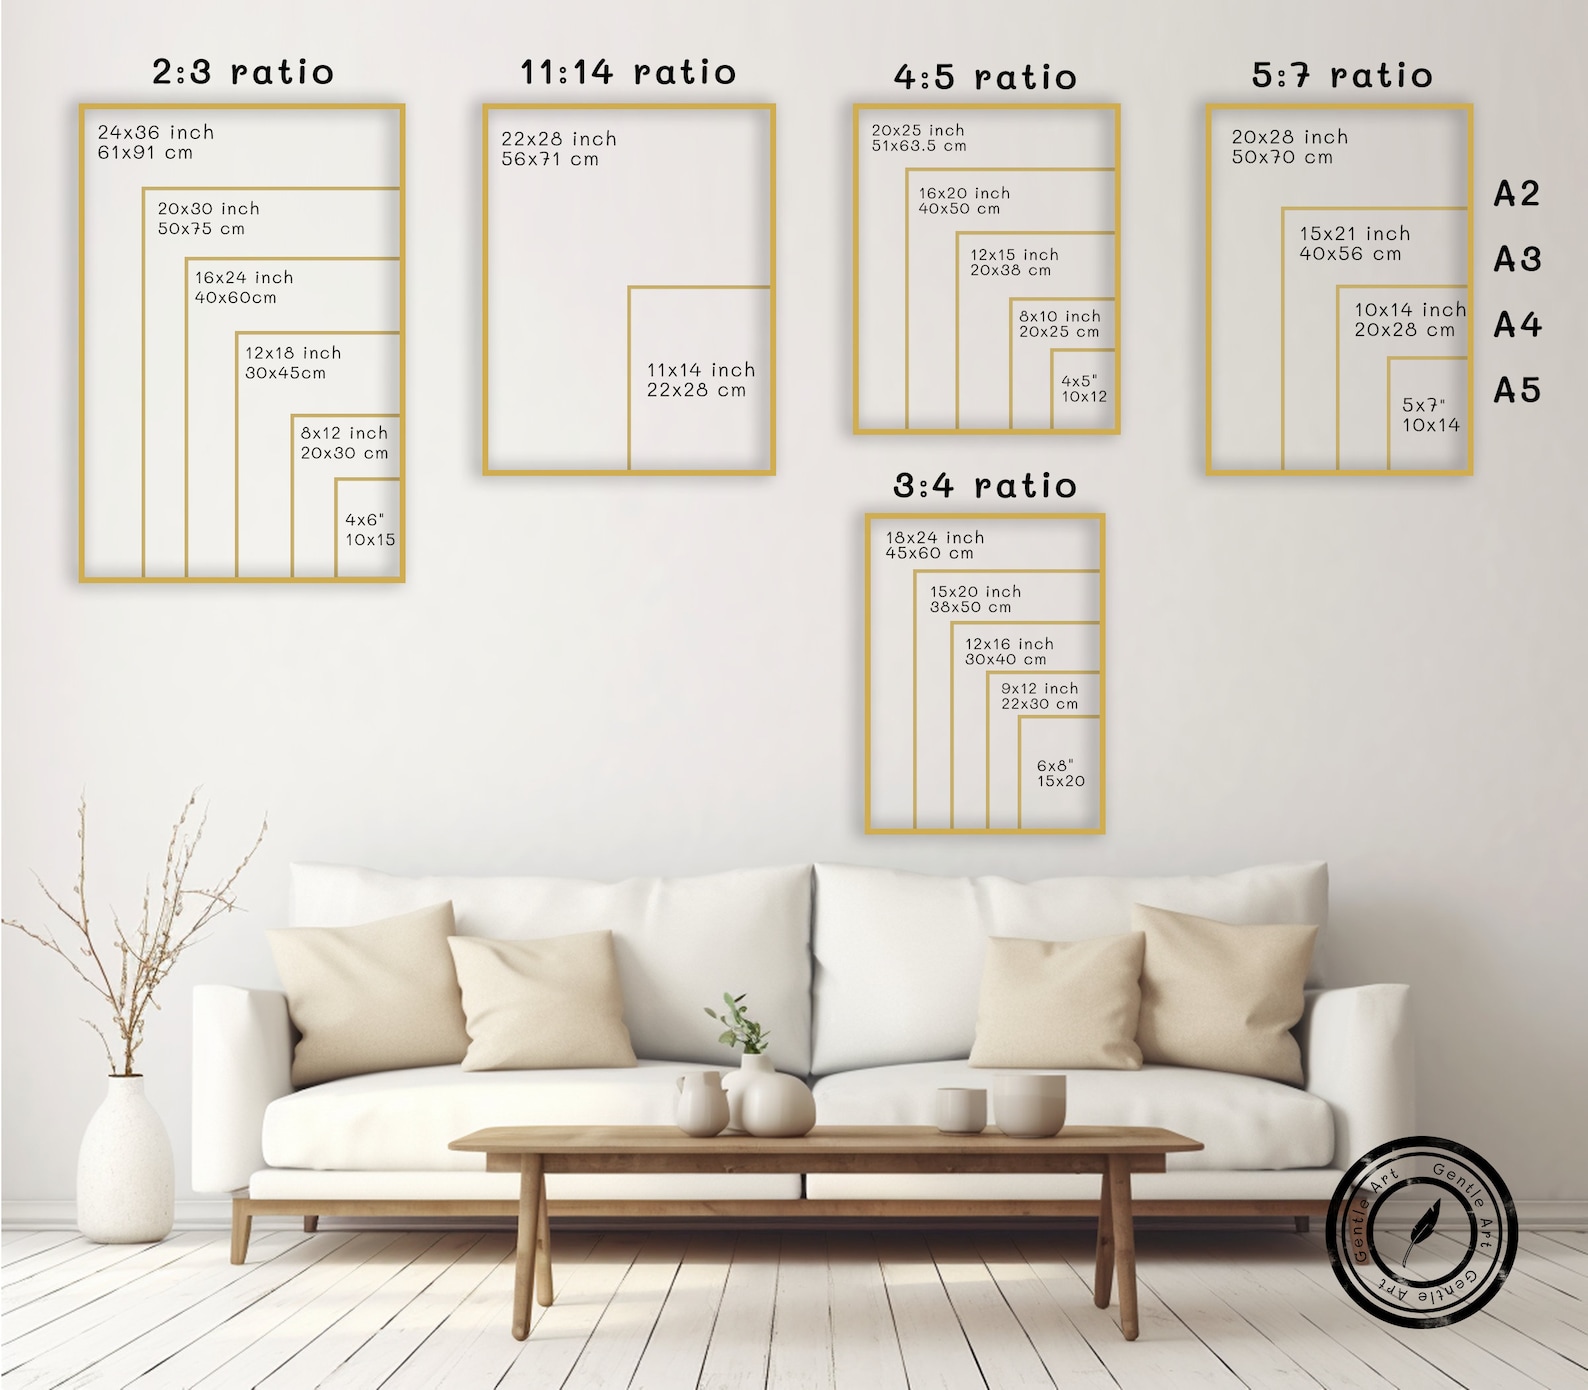 2:3 ratio
24x36 inch
61x91 cm
20x30 inch
50x75 cm
16x24 inch
40x60cm
12x18 inch
30x45cm
8x12 inch
20x30 cm
4x6"
10x15
11:14 ratio
22x28 inch
56x71 cm
11x14 inch
22x28 cm
4:5 ratio
20x25 inch
51x63.5 cm
16x20 inch
40x50 cm
12x15 inch
20x38 cm
8x10 inch
20x25 cm
4x5"
10x12
3:4 ratio
18x24 inch
45x60 cm
15x20 inch
38x50 cm
12x16 inch
30x40 cm
9x12 inch
22x30 cm
6x8"
15x20
5:7 ratio
20x28 inch
50x70 cm
15x21 inch
40x56 cm
10x14 inch
20x28 cm
5x7"
10x14
A2
A3
A4
A5
Gentle Art Gentle Art Gentle Art